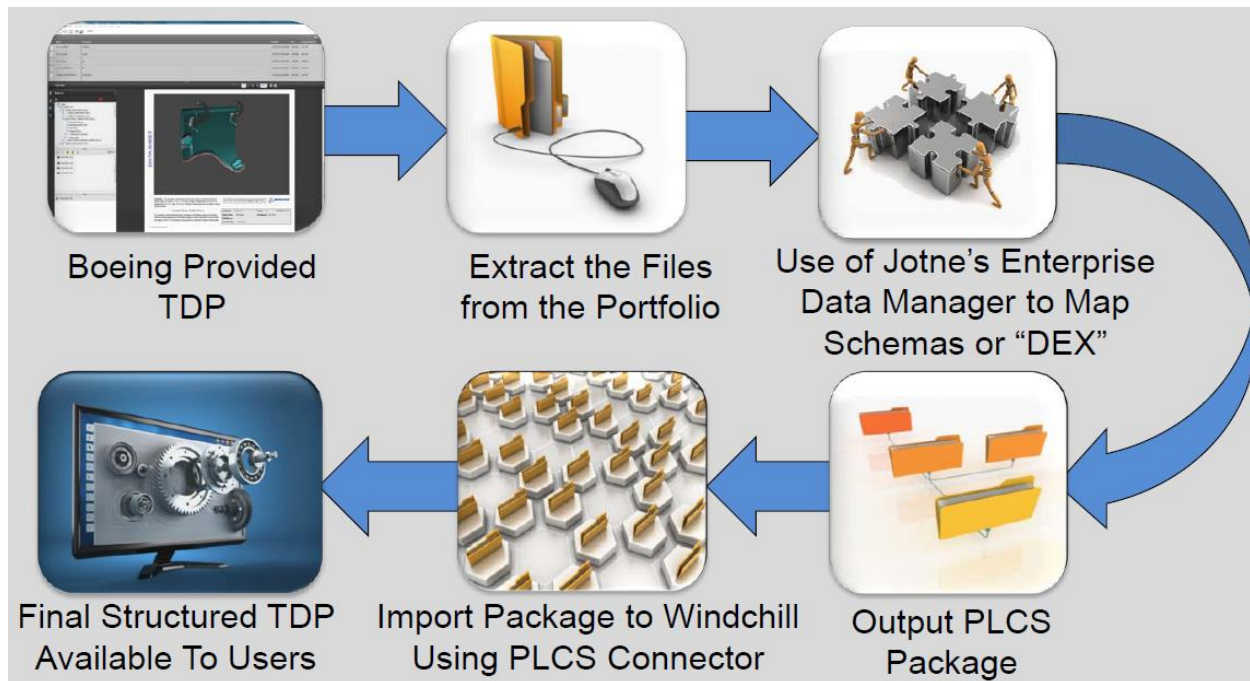 Boeing Provided
TDP
Extract the Files
from the Portfolio
Use of Jotne’s Enterprise
Data Manager to Map
Schemas or “DEX”
Final Structured TDP
Available To Users
Import Package to Windchill
Using PLCS Connector
Output PLCS
Package